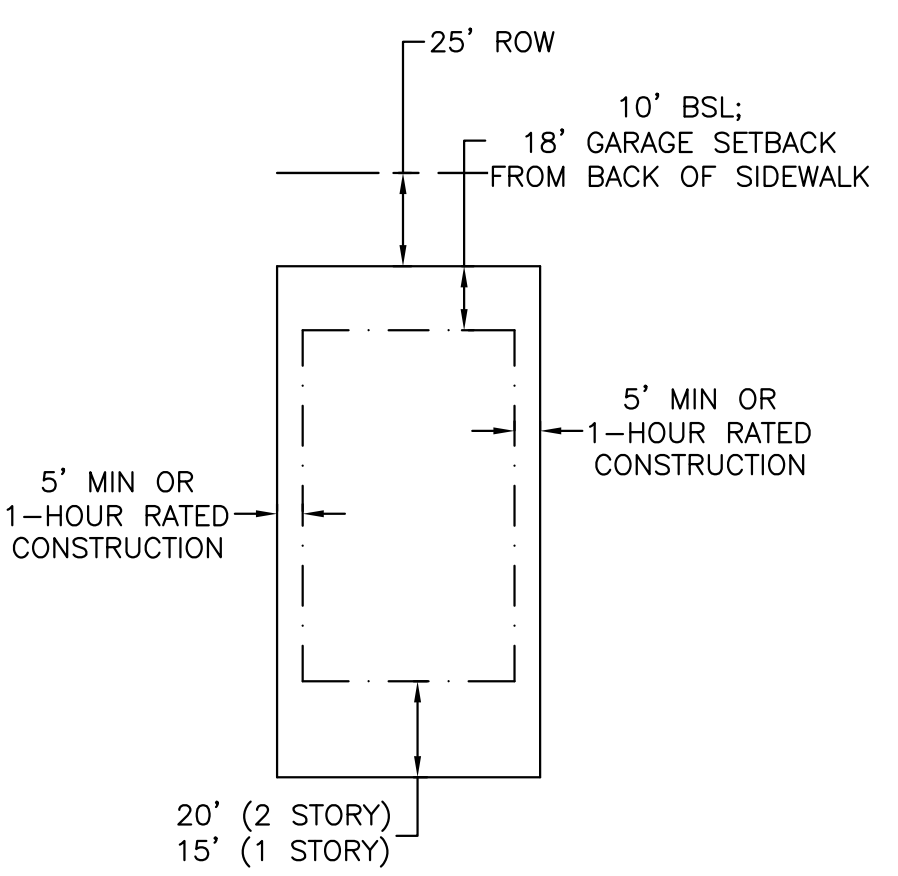 25' ROW
10' BSL;
18' GARAGE SETBACK
FROM BACK OF SIDEWALK
5' MIN OR
1-HOUR RATED
CONSTRUCTION
5' MIN OR
1-HOUR RATED
CONSTRUCTION
20' (2 STORY)
15' (1 STORY)